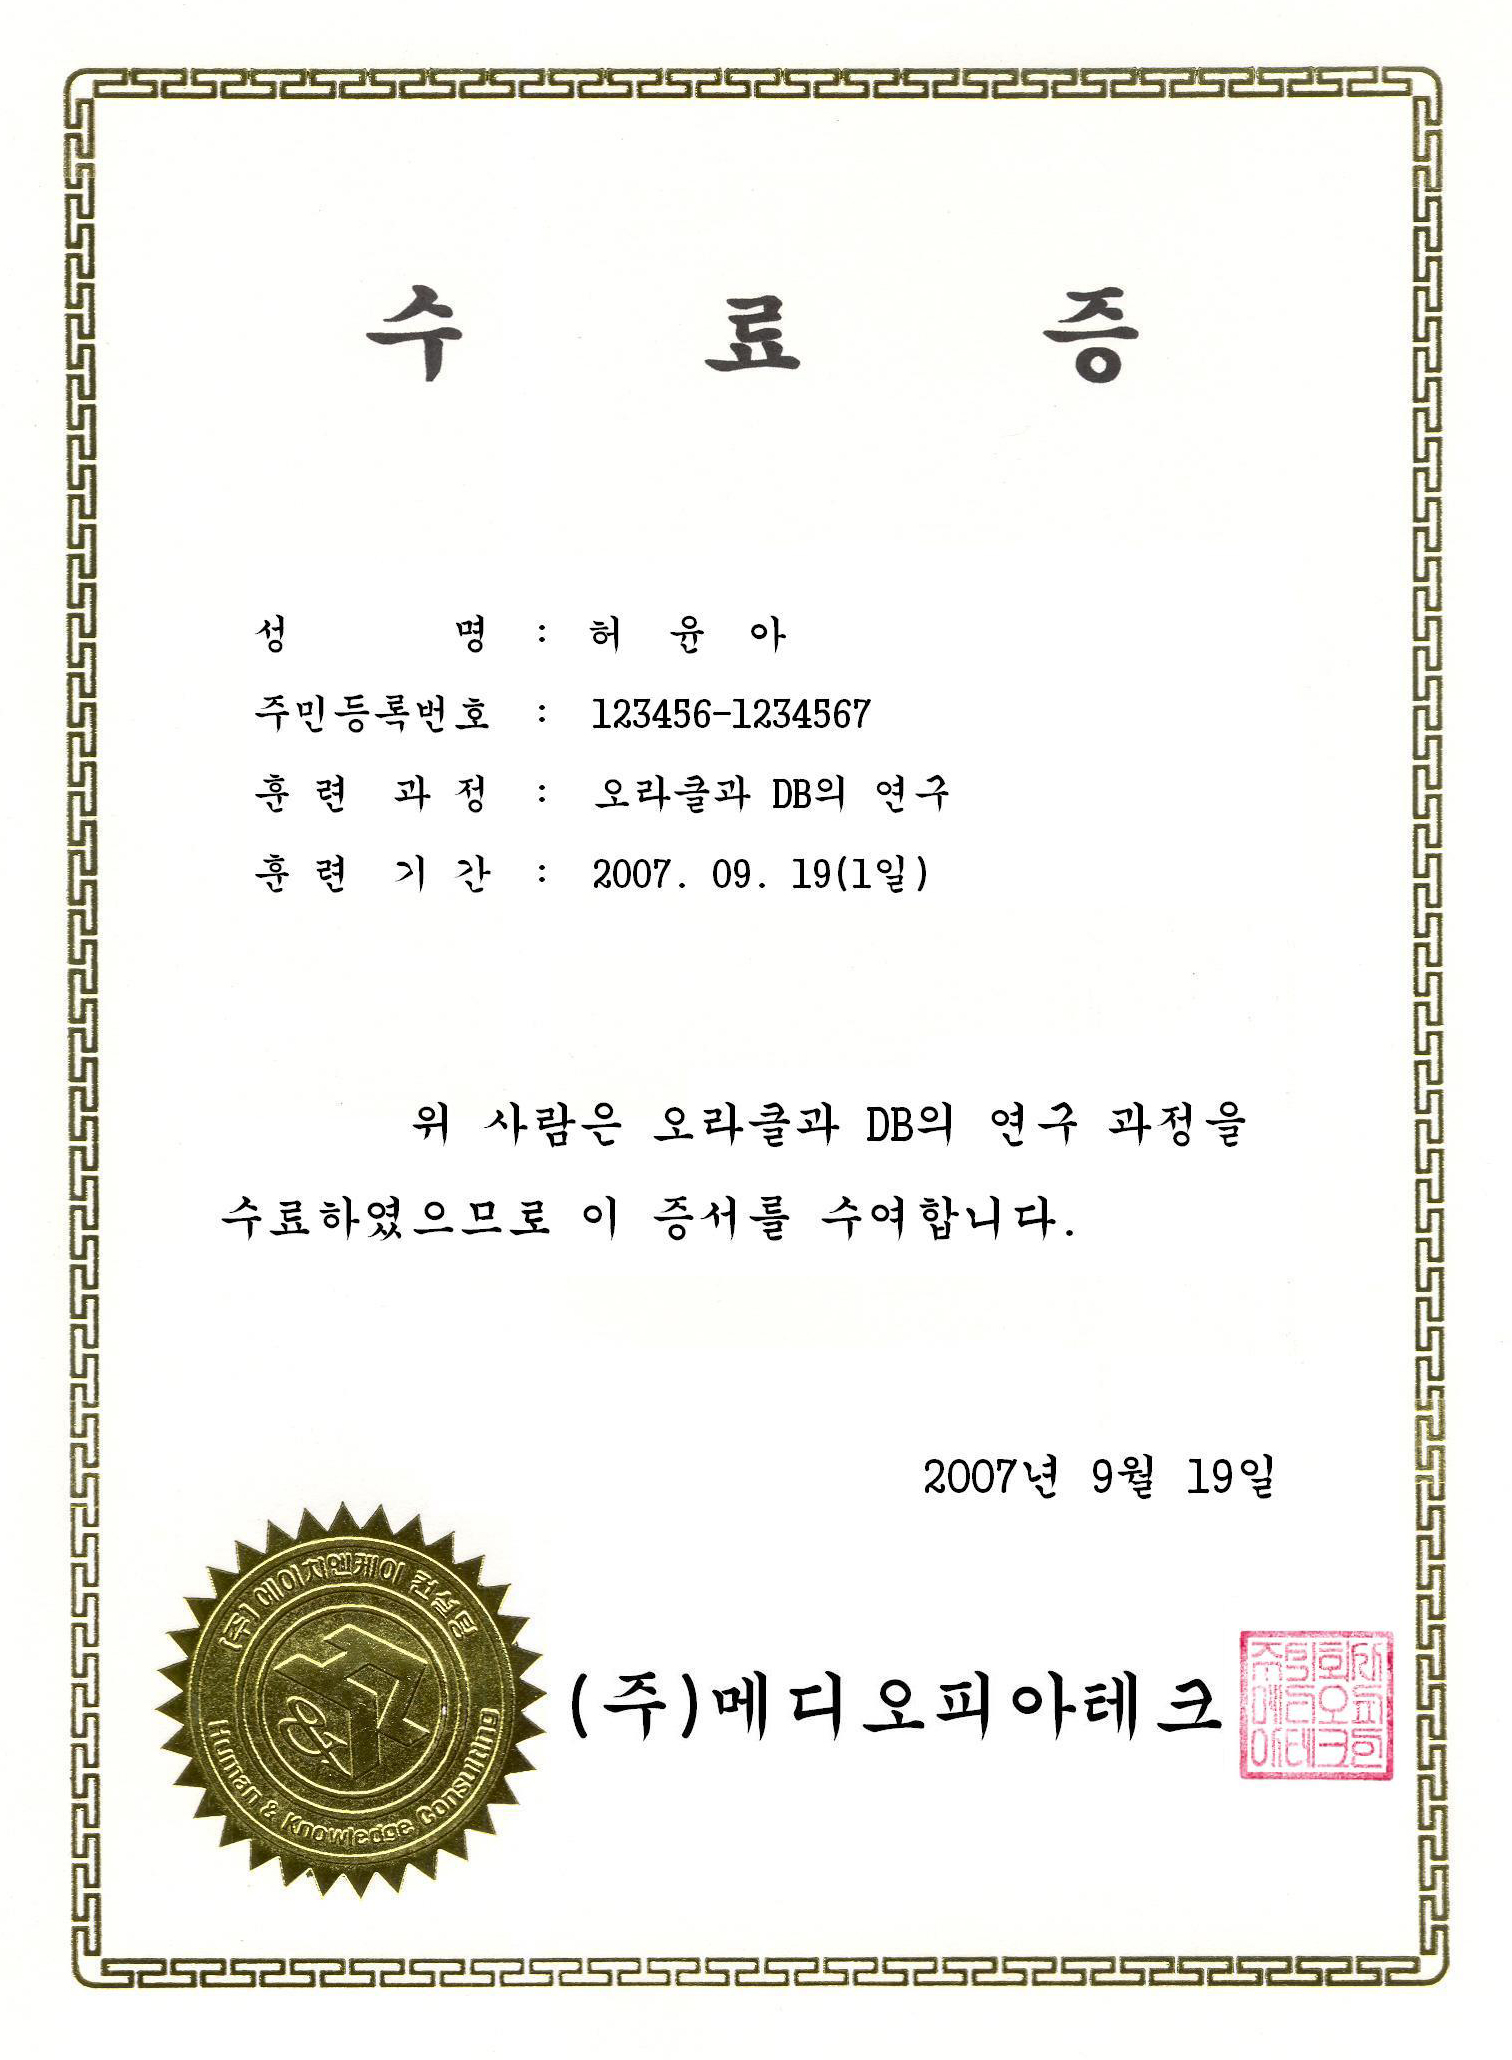 수 료 증
성 명 : 허 윤 아
주민등록번호 : 123456-1234567
훈 련 과 정 : 오라클과 DB의 연구
훈 련 기 간 : 2007. 09. 19(1일)
위 사람은 오라클과 DB의 연구 과정을
수료하였으므로 이 증서를 수여합니다.
2007년 9월 19일
(주) 에이치엔케이 컨설팅
Human & Knowledge Consulting
(주)메디오피아테크
주식회사
메디오피
아테크인